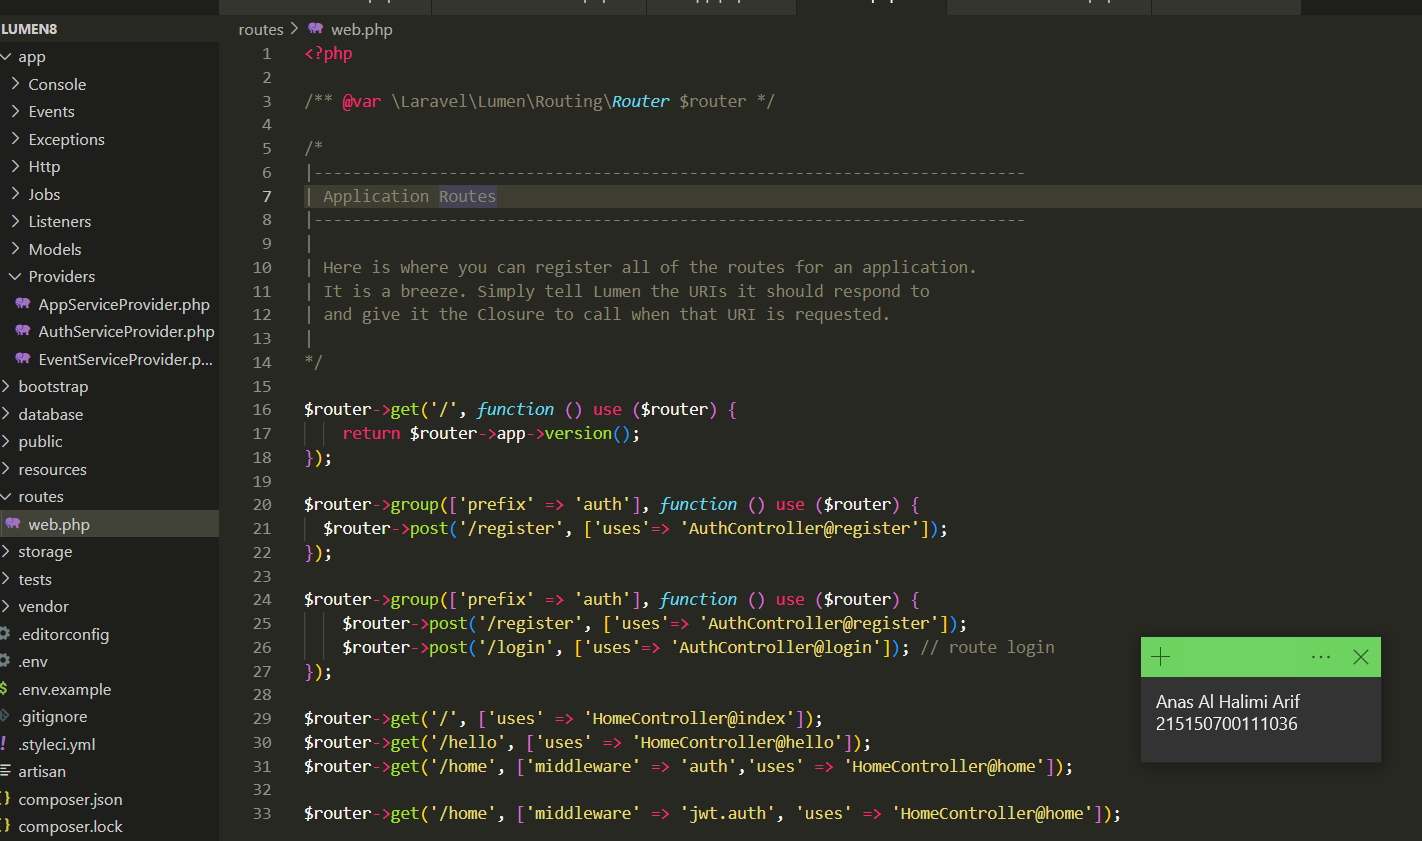 LUMEN8
app
Console
Events
Exceptions
Http
Jobs
Listeners
Models
Providers
AppServiceProvider.php
AuthServiceProvider.php
EventServiceProvider.p...
bootstrap
database
public
resources
routes
web.php
storage
tests
vendor
.editorconfig
.env
.env.example
.gitignore
.styleci.yml
artisan
composer.json
composer.lock
routes > web.php
1 <?php
2
3 /** @var \Laravel\Lumen\Routing\Router $router */
4
5 /*
6 |--------------------------------------------------------------------------
7 | Application Routes
8 |--------------------------------------------------------------------------
9 |
10 | Here is where you can register all of the routes for an application.
11 | It is a breeze. Simply tell Lumen the URIs it should respond to
12 | and give it the Closure to call when that URI is requested.
13 |
14 */
15
16 $router->get('/', function () use ($router) {
17     return $router->app->version();
18 });
19
20 $router->group(['prefix' => 'auth'], function () use ($router) {
21   $router->post('/register', ['uses'=> 'AuthController@register']);
22 });
23
24 $router->group(['prefix' => 'auth'], function () use ($router) {
25     $router->post('/register', ['uses'=> 'AuthController@register']);
26     $router->post('/login', ['uses'=> 'AuthController@login']); // route login
27 });
28
29 $router->get('/', ['uses' => 'HomeController@index']);
30 $router->get('/hello', ['uses' => 'HomeController@hello']);
31 $router->get('/home', ['middleware' => 'auth','uses' => 'HomeController@home']);
32
33 $router->get('/home', ['middleware' => 'jwt.auth', 'uses' => 'HomeController@home']);
Anas Al Halimi Arif
215150700111036